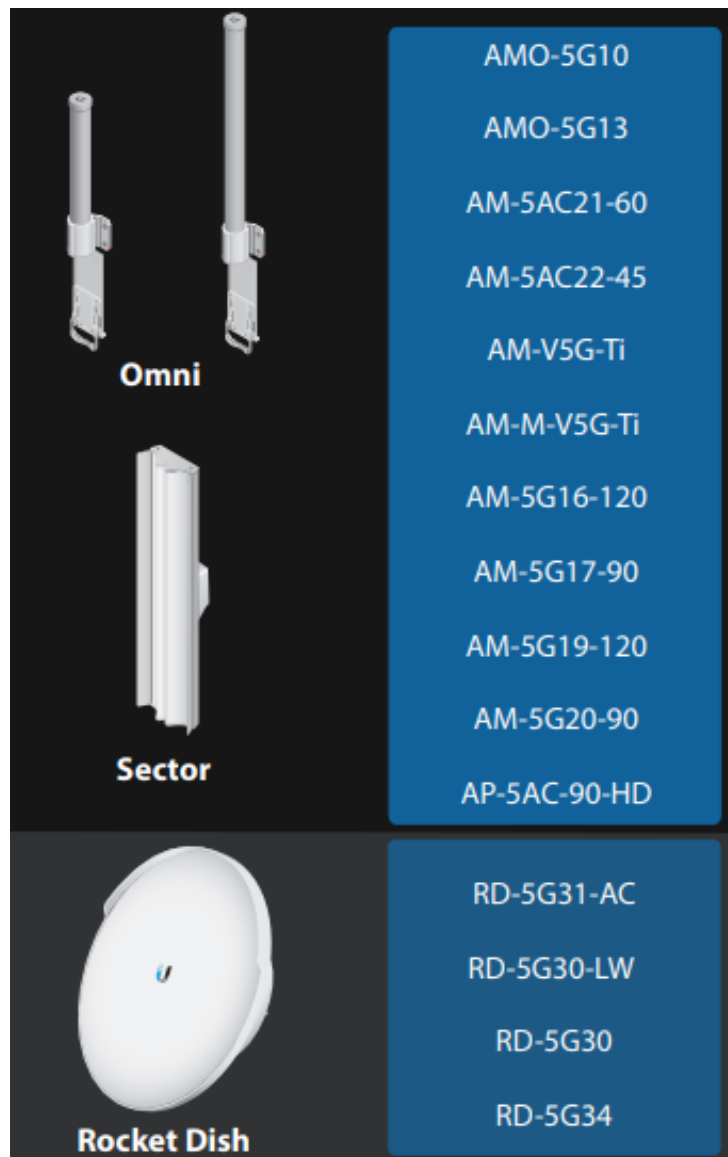 Omni
Sector
AMO-5G10
AMO-5G13
AM-5AC21-60
AM-5AC22-45
AM-V5G-Ti
AM-M-V5G-Ti
AM-5G16-120
AM-5G17-90
AM-5G19-120
AM-5G20-90
AP-5AC-90-HD
Rocket Dish
RD-5G31-AC
RD-5G30-LW
RD-5G30
RD-5G34